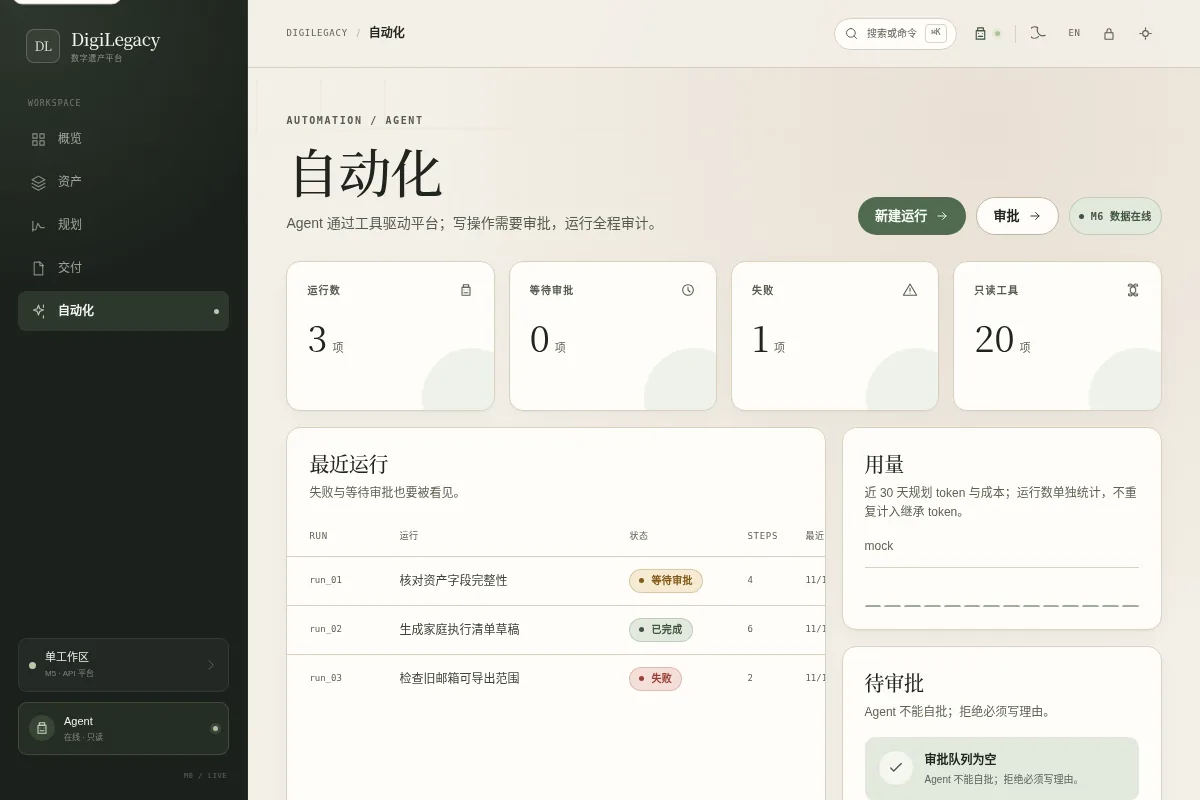 DL
DigiLegacy
数字遗产平台
WORKSPACE
概览
资产
规划
交付
自动化
单工作区
M5 · API 平台
Agent
在线 · 只读
M0 / LIVE
DIGILEGACY / 自动化
搜索或命令 ⌘K
EN
AUTOMATION / AGENT
自动化
Agent 通过工具驱动平台；写操作需要审批，运行全程审计。
新建运行 →
审批 →
M6 数据在线
运行数
3 项
等待审批
0 项
失败
1 项
只读工具
20 项
最近运行
失败与等待审批也要被看见。
RUN 运行 状态 STEPS 最近
run_01 核对资产字段完整性 等待审批 4 11/1
run_02 生成家庭执行清单草稿 已完成 6 11/1
run_03 检查旧邮箱可导出范围 失败 2 11/1
用量
近 30 天规划 token 与成本；运行数单独统计，不重
复计入继承 token。
mock
待审批
Agent 不能自批；拒绝必须写理由。
审批队列为空
Agent 不能自批；拒绝必须写理由。